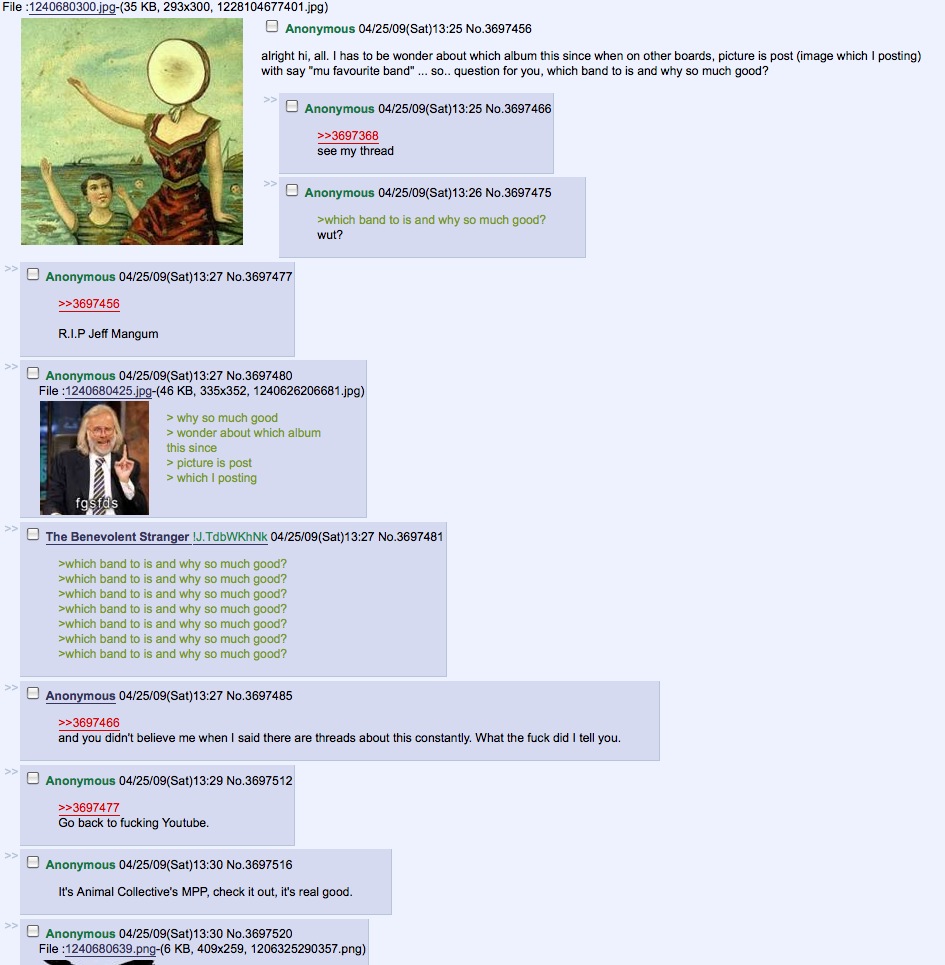 File :1240680300.jpg-(35 KB, 293x300, 1228104677401.jpg)
Anonymous 04/25/09(Sat)13:25 No.3697456
alright hi, all. I has to be wonder about which album this since when on other boards, picture is post (image which I posting)
with say "mu favourite band" ... so.. question for you, which band to is and why so much good?
>> Anonymous 04/25/09(Sat)13:25 No.3697466
>>3697368
see my thread
>> Anonymous 04/25/09(Sat)13:26 No.3697475
>which band to is and why so much good?
wut?
>> Anonymous 04/25/09(Sat)13:27 No.3697477
>>3697456
R.I.P Jeff Mangum
>> Anonymous 04/25/09(Sat)13:27 No.3697480
File :1240680425.jpg-(46 KB, 335x352, 1240626206681.jpg)
> why so much good
> wonder about which album
this since
> picture is post
> which I posting
fgsfds
>> The Benevolent Stranger !J.TdbWKhNk 04/25/09(Sat)13:27 No.3697481
>which band to is and why so much good?
>which band to is and why so much good?
>which band to is and why so much good?
>which band to is and why so much good?
>which band to is and why so much good?
>which band to is and why so much good?
>which band to is and why so much good?
>> Anonymous 04/25/09(Sat)13:27 No.3697485
>>3697466
and you didn't believe me when I said there are threads about this constantly. What the fuck did I tell you.
>> Anonymous 04/25/09(Sat)13:29 No.3697512
>>3697477
Go back to fucking Youtube.
>> Anonymous 04/25/09(Sat)13:30 No.3697516
It's Animal Collective's MPP, check it out, it's real good.
>> Anonymous 04/25/09(Sat)13:30 No.3697520
File :1240680639.png-(6 KB, 409x259, 1206325290357.png)